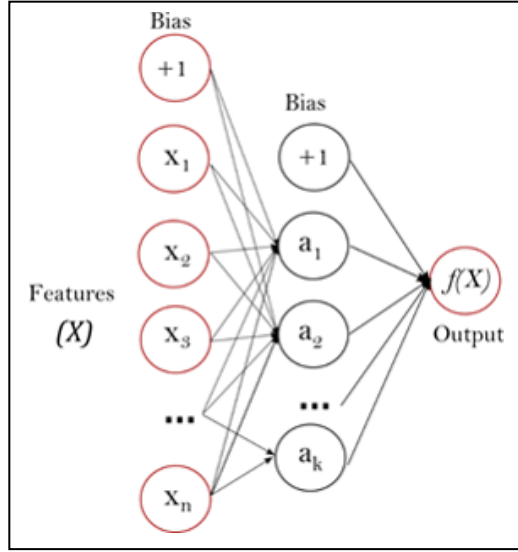 Bias
+1
Bias
x₁
+1
x₂
a₁
Features
(X)
f(X)
x₃
a₂
Output
...
...
aₖ
xₙ